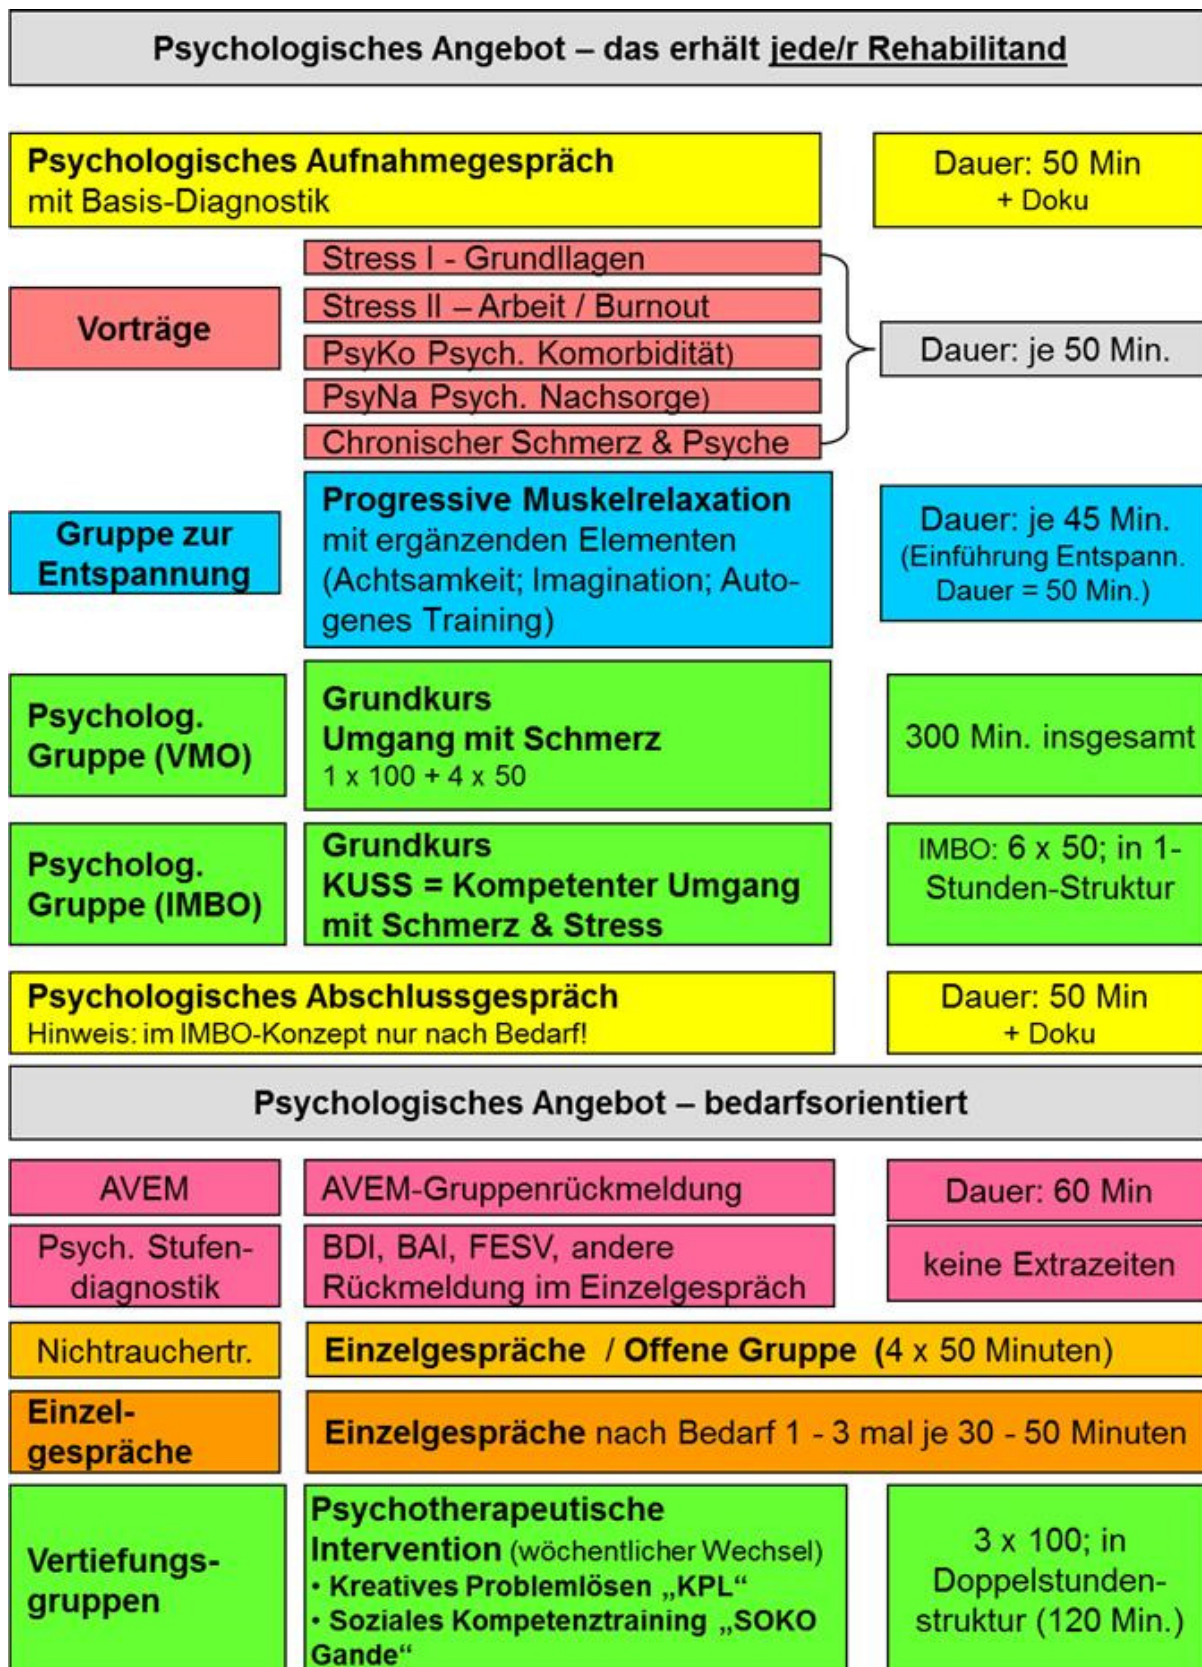 Psychologisches Angebot – das erhält jede/r Rehabilitand
Psychologisches Aufnahmegespräch
mit Basis-Diagnostik
Dauer: 50 Min
+ Doku
Vorträge
Stress I - Grundllagen
Stress II – Arbeit / Burnout
PsyKo Psych. Komorbidität)
PsyNa Psych. Nachsorge)
Chronischer Schmerz & Psyche
Dauer: je 50 Min.
Gruppe zur
Entspannung
Progressive Muskelrelaxation
mit ergänzenden Elementen
(Achtsamkeit; Imagination; Auto-
genes Training)
Dauer: je 45 Min.
(Einführung Entspann.
Dauer = 50 Min.)
Psycholog.
Gruppe (VMO)
Grundkurs
Umgang mit Schmerz
1 x 100 + 4 x 50
300 Min. insgesamt
Psycholog.
Gruppe (IMBO)
Grundkurs
KUSS = Kompetenter Umgang
mit Schmerz & Stress
IMBO: 6 x 50; in 1-
Stunden-Struktur
Psychologisches Abschlussgespräch
Hinweis: im IMBO-Konzept nur nach Bedarf!
Dauer: 50 Min
+ Doku
Psychologisches Angebot – bedarfsorientiert
AVEM
AVEM-Gruppenrückmeldung
Dauer: 60 Min
Psych. Stufen-
diagnostik
BDI, BAI, FESV, andere
Rückmeldung im Einzelgespräch
keine Extrazeiten
Nichtrauchertr.
Einzelgespräche / Offene Gruppe (4 x 50 Minuten)
Einzel-
gespräche
Einzelgespräche nach Bedarf 1 - 3 mal je 30 - 50 Minuten
Vertiefungs-
gruppen
Psychotherapeutische
Intervention (wöchentlicher Wechsel)
• Kreatives Problemlösen „KPL“
• Soziales Kompetenztraining „SOKO
Gande“
3 x 100; in
Doppelstunden-
struktur (120 Min.)